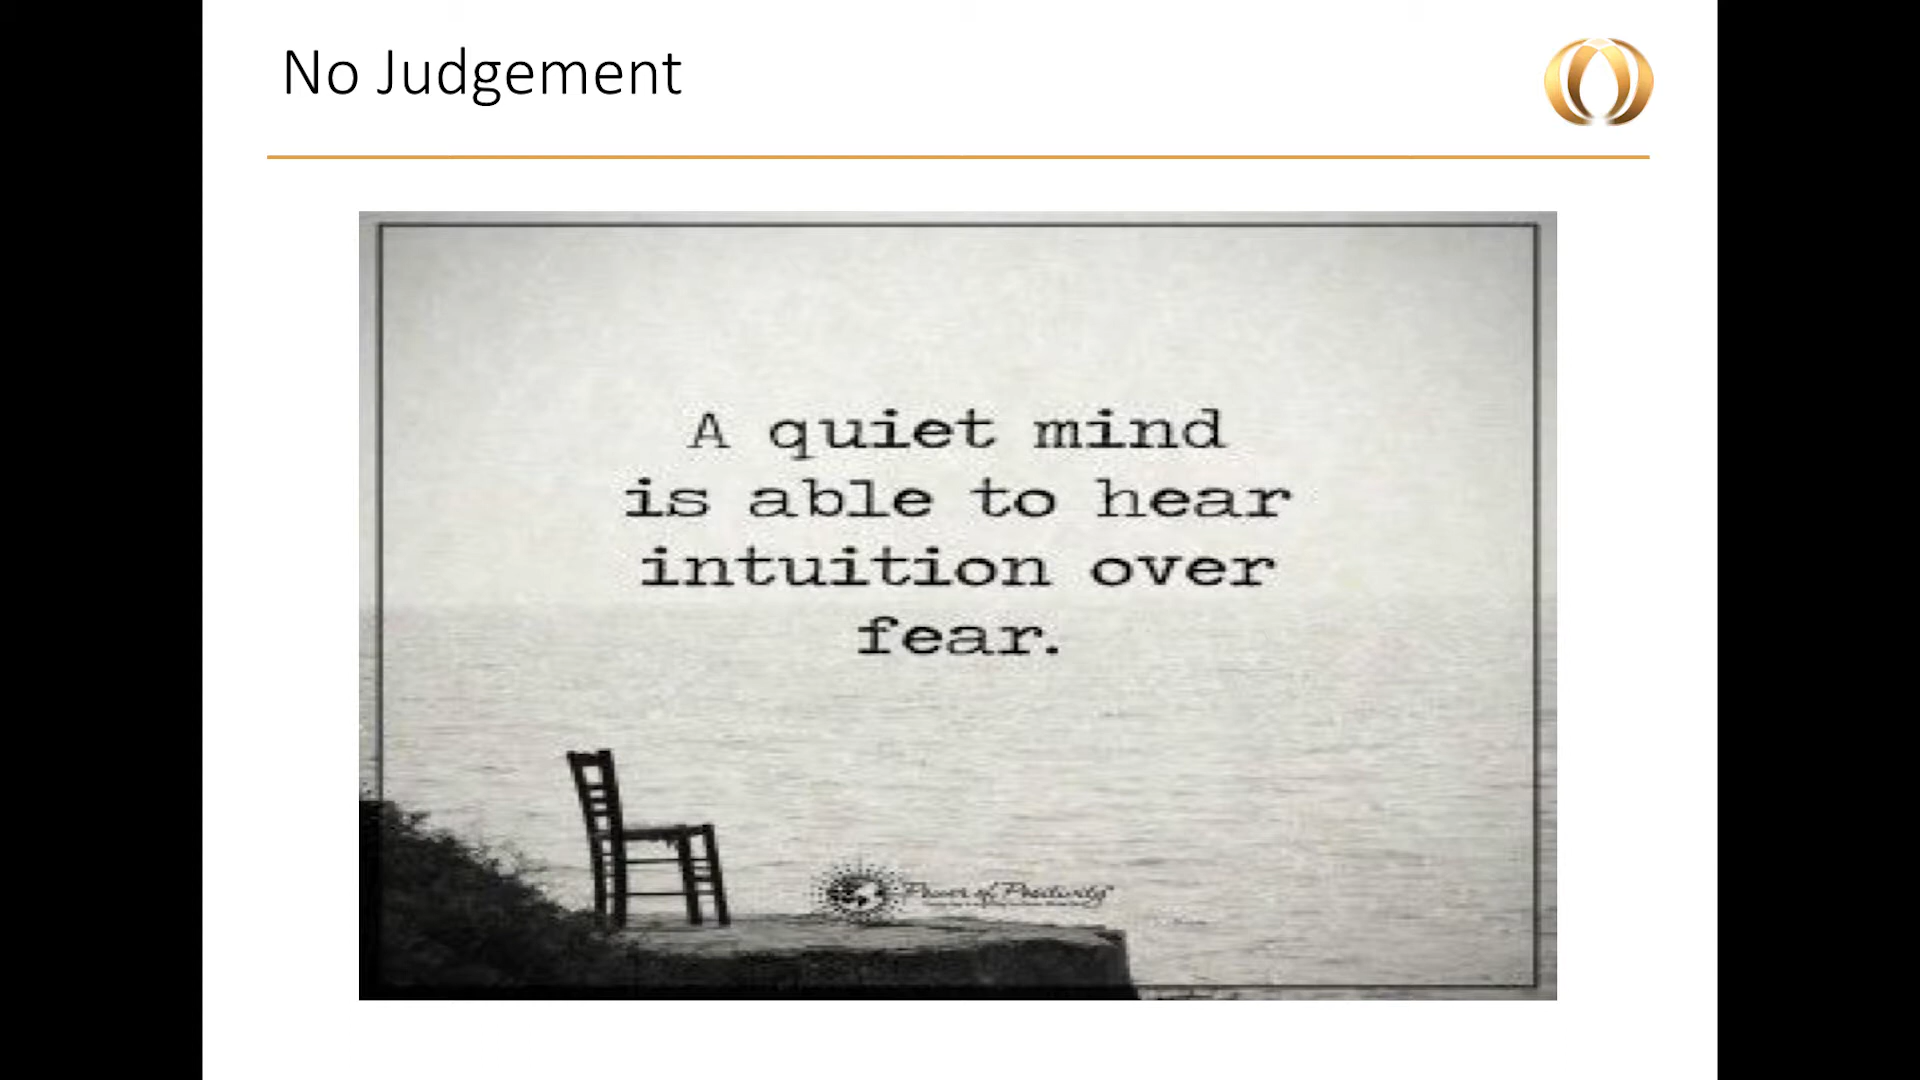 No Judgement
A quiet mind
is able to hear
intuition over
fear.
Power of Positivity